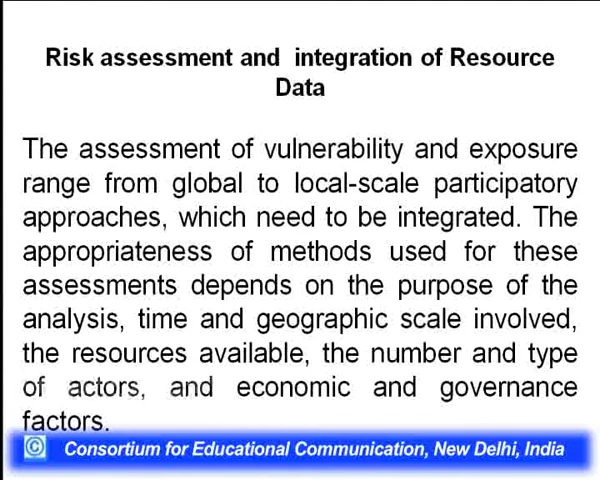 Risk assessment and integration of Resource
Data
The assessment of vulnerability and exposure
range from global to local-scale participatory
approaches, which need to be integrated. The
appropriateness of methods used for these
assessments depends on the purpose of the
analysis, time and geographic scale involved,
the resources available, the number and type
of actors, and economic and governance
factors.
© Consortium for Educational Communication, New Delhi, India